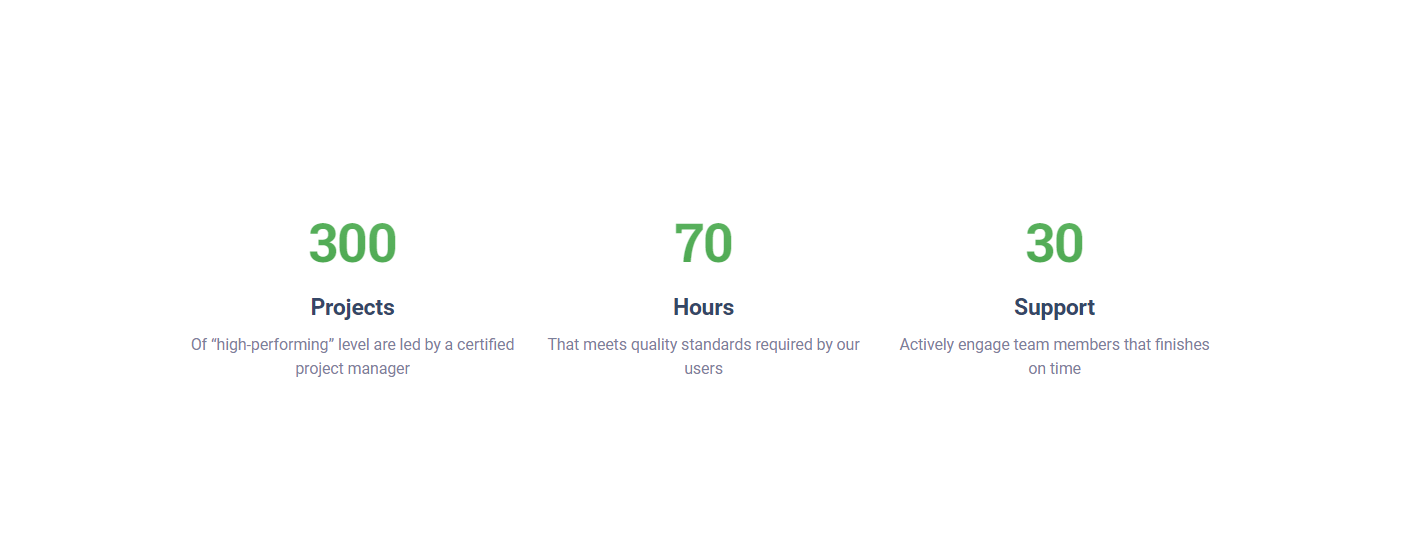 300
Projects
Of “high-performing” level are led by a certified
project manager
70
Hours
That meets quality standards required by our
users
30
Support
Actively engage team members that finishes
on time